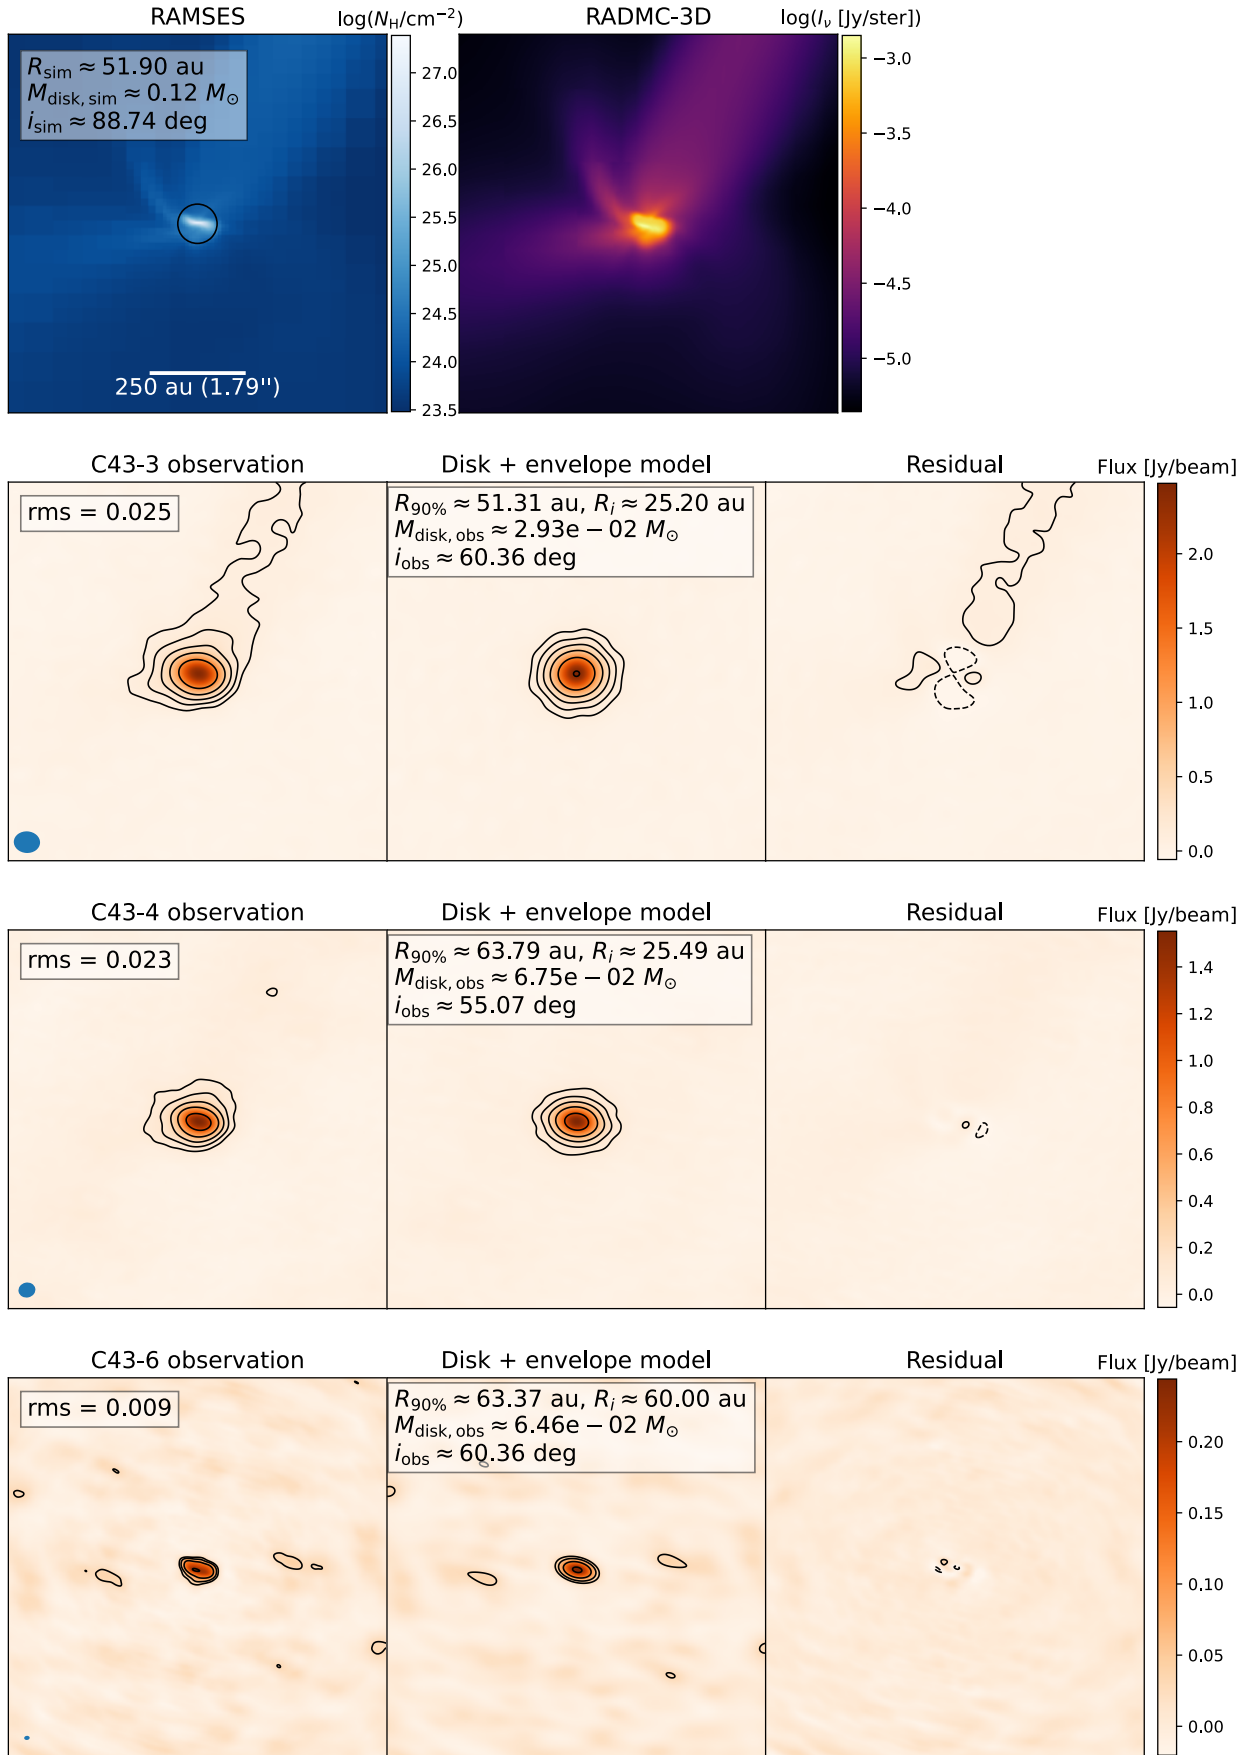 RAMSES
log(N_H/cm⁻²)
RADMC-3D
log(I_ν [Jy/ster])
R_sim ≈ 51.90 au
M_disk, sim ≈ 0.12 M_⊙
i_sim ≈ 88.74 deg
250 au (1.79'')
27.0
26.5
26.0
25.5
25.0
24.5
24.0
23.5
−3.0
−3.5
−4.0
−4.5
−5.0
C43-3 observation
Disk + envelope model
Residual
Flux [Jy/beam]
rms = 0.025
R_90% ≈ 51.31 au, R_i ≈ 25.20 au
M_disk, obs ≈ 2.93e − 02 M_⊙
i_obs ≈ 60.36 deg
2.0
1.5
1.0
0.5
0.0
C43-4 observation
Disk + envelope model
Residual
Flux [Jy/beam]
rms = 0.023
R_90% ≈ 63.79 au, R_i ≈ 25.49 au
M_disk, obs ≈ 6.75e − 02 M_⊙
i_obs ≈ 55.07 deg
1.4
1.2
1.0
0.8
0.6
0.4
0.2
0.0
C43-6 observation
Disk + envelope model
Residual
Flux [Jy/beam]
rms = 0.009
R_90% ≈ 63.37 au, R_i ≈ 60.00 au
M_disk, obs ≈ 6.46e − 02 M_⊙
i_obs ≈ 60.36 deg
0.20
0.15
0.10
0.05
0.00